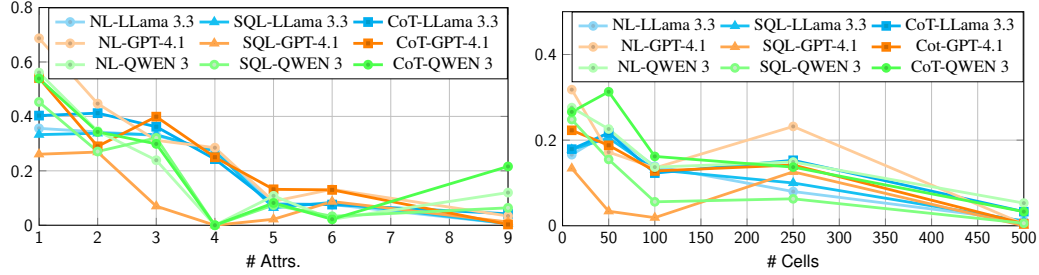 NL-LLama 3.3 SQL-LLama 3.3 CoT-LLama 3.3
NL-GPT-4.1 SQL-GPT-4.1 CoT-GPT-4.1
NL-QWEN 3 SQL-QWEN 3 CoT-QWEN 3
0.8
0.6
0.4
0.2
0
1 2 3 4 5 6 7 8 9
# Attrs.
NL-LLama 3.3 SQL-LLama 3.3 CoT-LLama 3.3
NL-GPT-4.1 SQL-GPT-4.1 Cot-GPT-4.1
NL-QWEN 3 SQL-QWEN 3 CoT-QWEN 3
0.4
0.2
0
0 50 100 150 200 250 300 350 400 450 500
# Cells